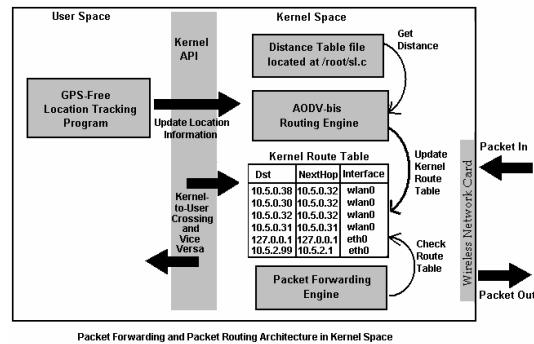 User Space
Kernel Space
Kernel
API
Distance Table file
located at /root/sl.c
Get
Distance
GPS-Free
Location Tracking
Program
Update Location
Information
AODV-bis
Routing Engine
Update
Kernel
Route
Table
Packet In
Wireless Network Card
Kernel Route Table
Dst NextHop Interface
10.5.0.38 10.5.0.32 wlan0
10.5.0.30 10.5.0.32 wlan0
10.5.0.32 10.5.0.32 wlan0
10.5.0.31 10.5.0.31 wlan0
127.0.0.1 127.0.0.1 eth0
10.5.2.99 10.5.2.1 eth0
Kernel-
to-User
Crossing
and
Vice
Versa
Check
Route
Table
Packet Forwarding
Engine
Packet Out
Packet Forwarding and Packet Routing Architecture in Kernel Space